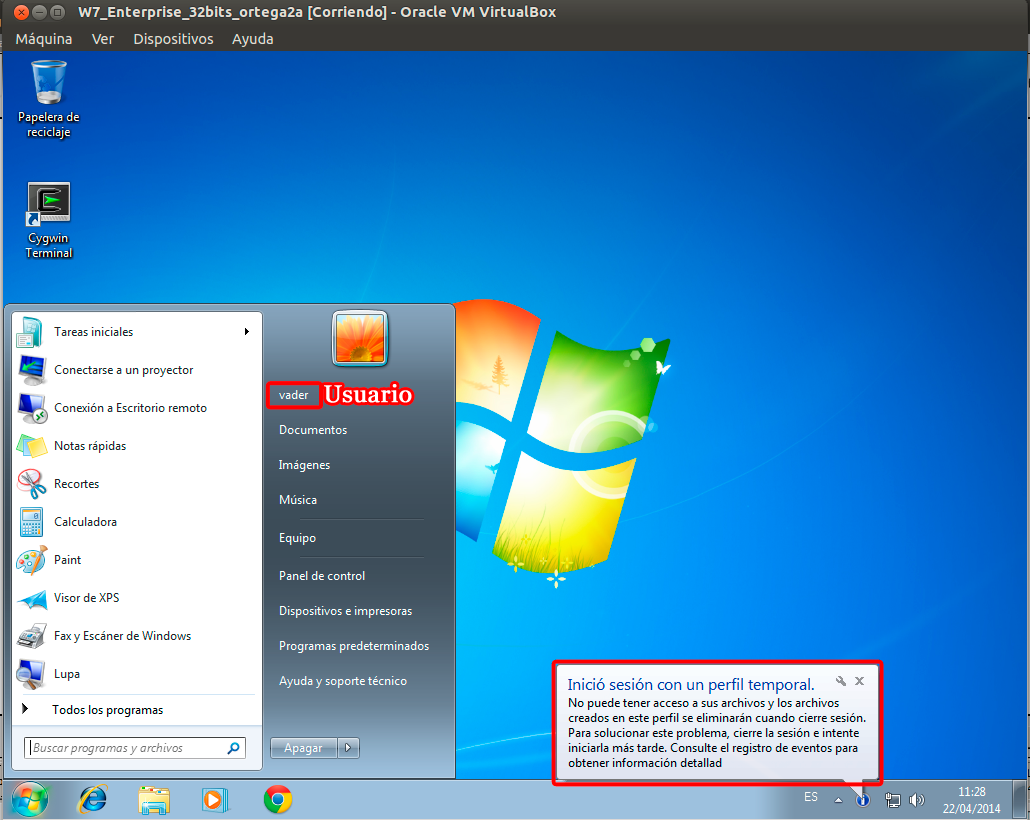 W7_Enterprise_32bits_ortega2a [Corriendo] - Oracle VM VirtualBox
Máquina Ver Dispositivos Ayuda
Papelera de
reciclaje
Cygwin
Terminal
Tareas iniciales
Conectarse a un proyector
Conexión a Escritorio remoto
Notas rápidas
Recortes
Calculadora
Paint
Visor de XPS
Fax y Escáner de Windows
Lupa
Todos los programas
Buscar programas y archivos
vader Usuario
Documentos
Imágenes
Música
Equipo
Panel de control
Dispositivos e impresoras
Programas predeterminados
Ayuda y soporte técnico
Apagar
Inició sesión con un perfil temporal.
No puede tener acceso a sus archivos y los archivos
creados en este perfil se eliminarán cuando cierre sesión.
Para solucionar este problema, cierre la sesión e intente
iniciarla más tarde. Consulte el registro de eventos para
obtener información detallad
ES
11:28
22/04/2014